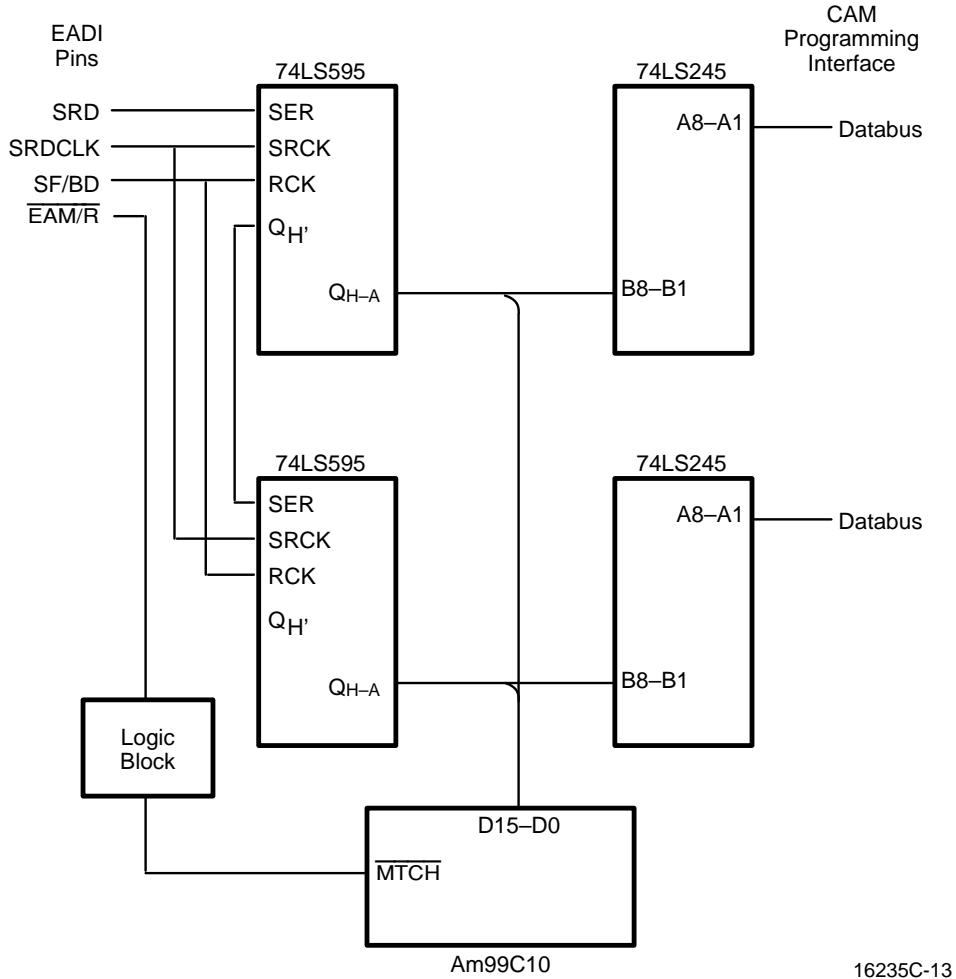 EADI
Pins
CAM
Programming
Interface
74LS595
74LS245
SRD
SER
A8–A1
Databus
SRDCLK
SRCK
SF/BD
RCK
EAM/R
QH'
QH–A
B8–B1
74LS595
74LS245
SER
A8–A1
Databus
SRCK
RCK
QH'
QH–A
B8–B1
Logic
Block
D15–D0
MTCH
Am99C10
16235C-13